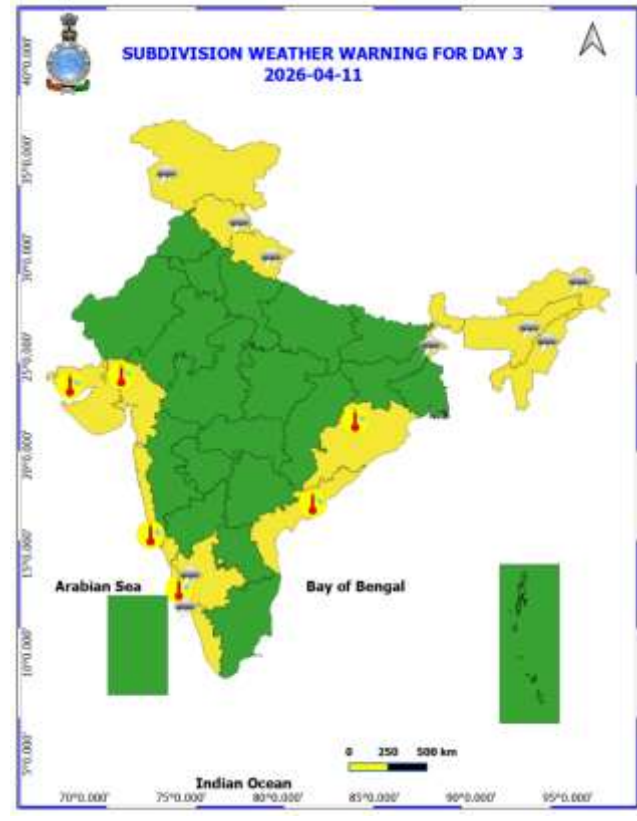 SUBDIVISION WEATHER WARNING FOR DAY 3
2026-04-11
40°0.000'
35°0.000'
30°0.000'
25°0.000'
20°0.000'
15°0.000'
10°0.000'
5°0.000'
Arabian Sea
Bay of Bengal
0 250 500 km
Indian Ocean
70°0.000' 75°0.000' 80°0.000' 85°0.000' 90°0.000' 95°0.000'